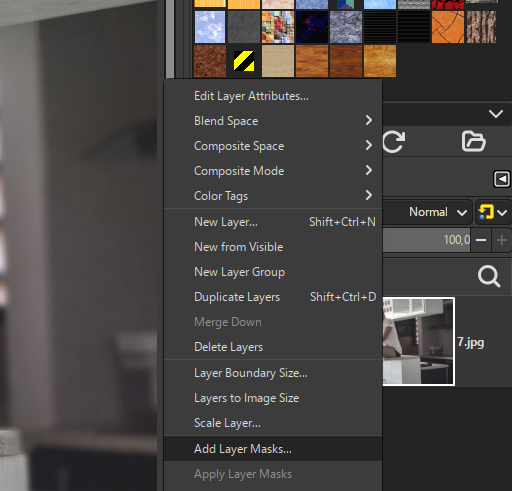 Edit Layer Attributes...
Blend Space
Composite Space
Composite Mode
Color Tags
Normal
New Layer... Shift+Ctrl+N
100,0
New from Visible
New Layer Group
Duplicate Layers Shift+Ctrl+D
Merge Down
7.jpg
Delete Layers
Layer Boundary Size...
Layers to Image Size
Scale Layer...
Add Layer Masks...
Apply Layer Masks